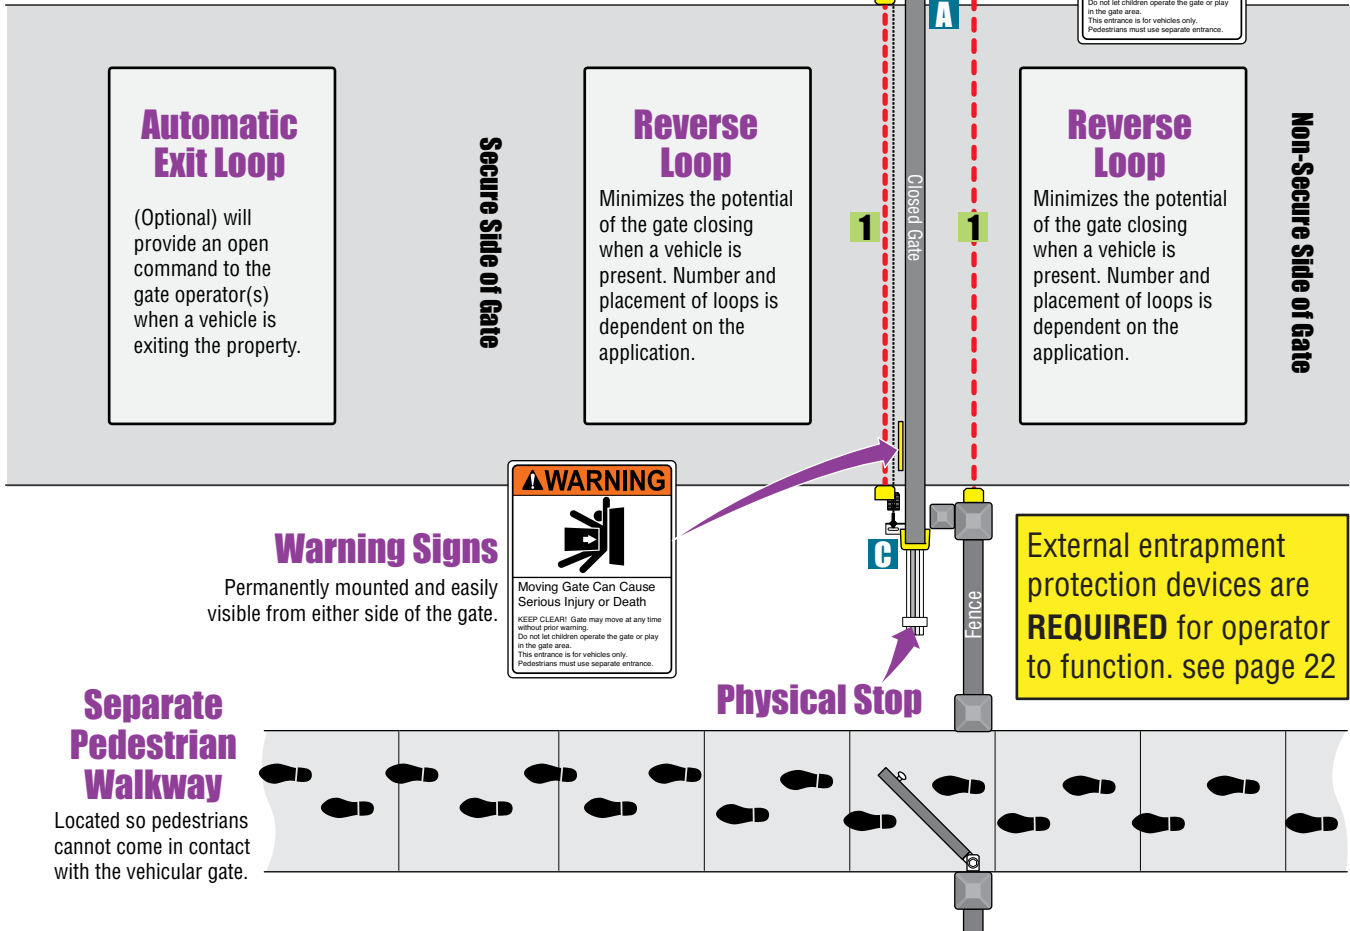 A
Do not let children operate the gate or play
in the gate area.
This entrance is for vehicles only.
Pedestrians must use separate entrance.
Automatic
Exit Loop
(Optional) will
provide an open
command to the
gate operator(s)
when a vehicle is
exiting the property.
Secure Side of Gate
Reverse
Loop
Minimizes the potential
of the gate closing
when a vehicle is
present. Number and
placement of loops is
dependent on the
application.
1
Closed Gate
1
Reverse
Loop
Minimizes the potential
of the gate closing
when a vehicle is
present. Number and
placement of loops is
dependent on the
application.
Non-Secure Side of Gate
Warning Signs
Permanently mounted and easily
visible from either side of the gate.
WARNING
Moving Gate Can Cause
Serious Injury or Death
KEEP CLEAR! Gate may move at any time
without prior warning.
Do not let children operate the gate or play
in the gate area.
This entrance is for vehicles only.
Pedestrians must use separate entrance.
C
Fence
External entrapment
protection devices are
REQUIRED for operator
to function. see page 22
Physical Stop
Separate
Pedestrian
Walkway
Located so pedestrians
cannot come in contact
with the vehicular gate.